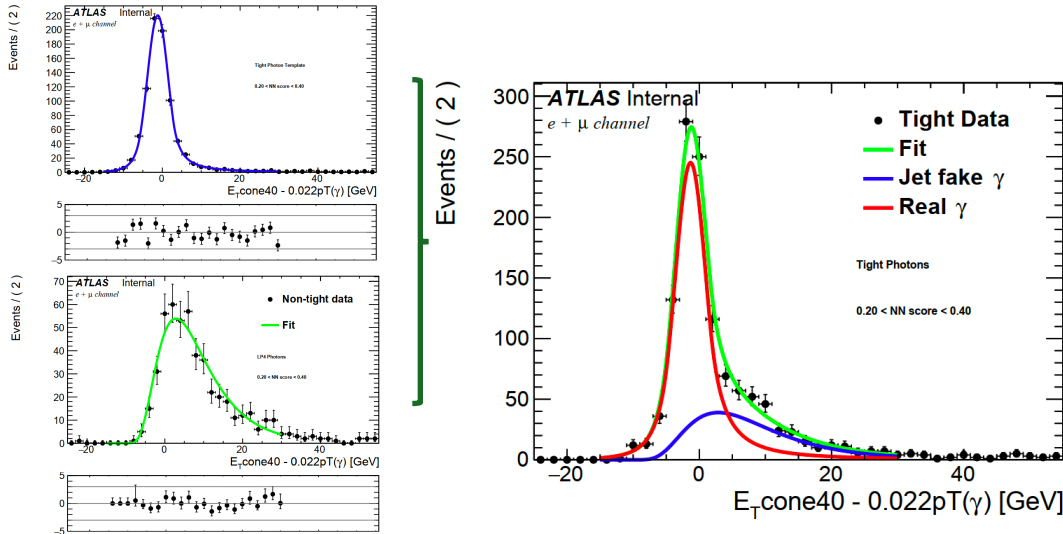 Events / ( 2 )
ATLAS Internal
e + μ channel
Tight Photon Template
0.20 < NN score < 0.40
220
200
180
160
140
120
100
80
60
40
20
0
−20 0 20 40
E_Tcone40 - 0.022pT(γ) [GeV]
5
0
−5
Events / ( 2 )
ATLAS Internal
e + μ channel
Non-tight data
Fit
LP4 Photons
0.20 < NN score < 0.40
70
60
50
40
30
20
10
0
−20 0 20 40
E_Tcone40 - 0.022pT(γ) [GeV]
5
0
−5
Events / ( 2 )
ATLAS Internal
e + μ channel
Tight Data
Fit
Jet fake γ
Real γ
Tight Photons
0.20 < NN score < 0.40
300
250
200
150
100
50
0
−20 0 20 40
E_Tcone40 - 0.022pT(γ) [GeV]